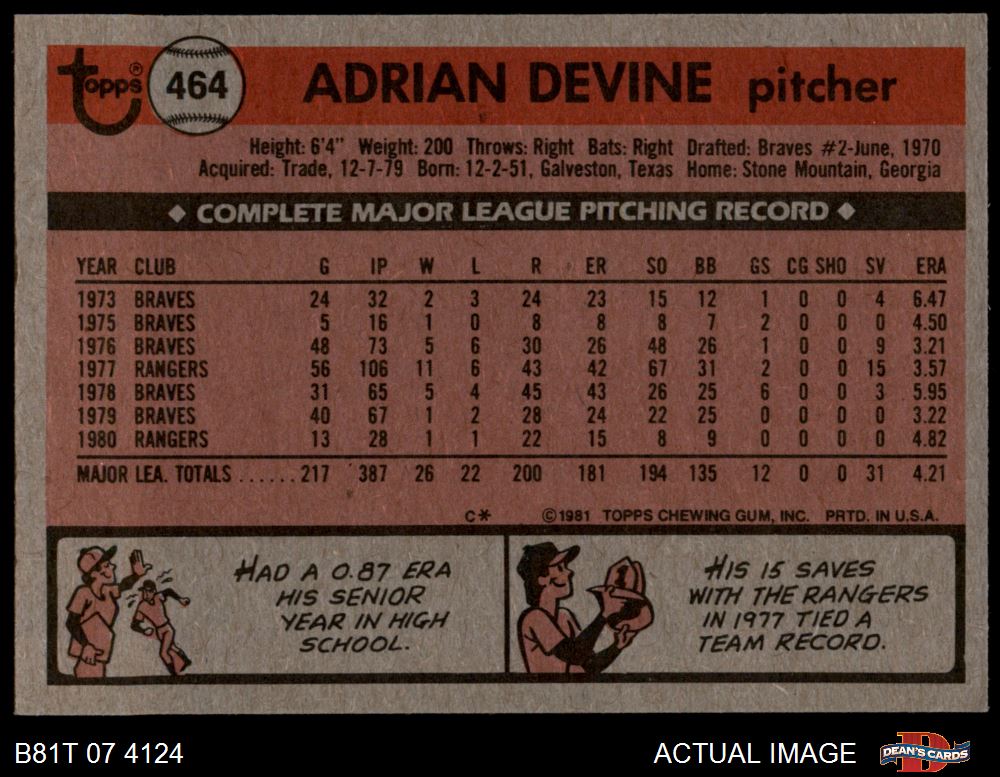 topps® 464 ADRIAN DEVINE pitcher
Height: 6'4" Weight: 200 Throws: Right Bats: Right Drafted: Braves #2-June, 1970
Acquired: Trade, 12-7-79 Born: 12-2-51, Galveston, Texas Home: Stone Mountain, Georgia
◆ COMPLETE MAJOR LEAGUE PITCHING RECORD ◆
YEAR CLUB G IP W L R ER SO BB GS CG SHO SV ERA
1973 BRAVES 24 32 2 3 24 23 15 12 1 0 0 4 6.47
1975 BRAVES 5 16 1 0 8 8 8 7 2 0 0 0 4.50
1976 BRAVES 48 73 5 6 30 26 48 26 1 0 0 9 3.21
1977 RANGERS 56 106 11 6 43 42 67 31 2 0 0 15 3.57
1978 BRAVES 31 65 5 4 45 43 26 25 6 0 0 3 5.95
1979 BRAVES 40 67 1 2 28 24 22 25 0 0 0 0 3.22
1980 RANGERS 13 28 1 1 22 15 8 9 0 0 0 0 4.82
MAJOR LEA. TOTALS ...... 217 387 26 22 200 181 194 135 12 0 0 31 4.21
C* © 1981 TOPPS CHEWING GUM, INC. PRTD. IN U.S.A.
HAD A 0.87 ERA
HIS SENIOR
YEAR IN HIGH
SCHOOL.
1
HIS 15 SAVES
WITH THE RANGERS
IN 1977 TIED A
TEAM RECORD.
B81T 07 4124 ACTUAL IMAGE D DEAN'S CARDS